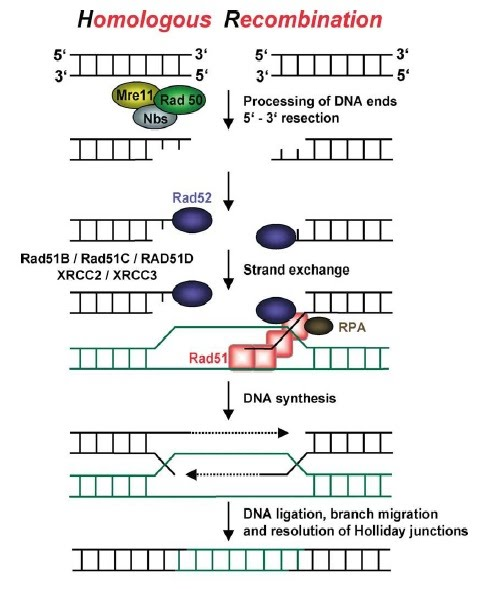 Homologous Recombination
5‘ 3‘ 5‘ 3‘
3‘ 5‘ 3‘ 5‘
Mre11 Rad 50
Nbs
Processing of DNA ends
5‘ - 3‘ resection
Rad52
Rad51B / Rad51C / RAD51D
XRCC2 / XRCC3
Strand exchange
RPA
Rad51
DNA synthesis
DNA ligation, branch migration
and resolution of Holliday junctions